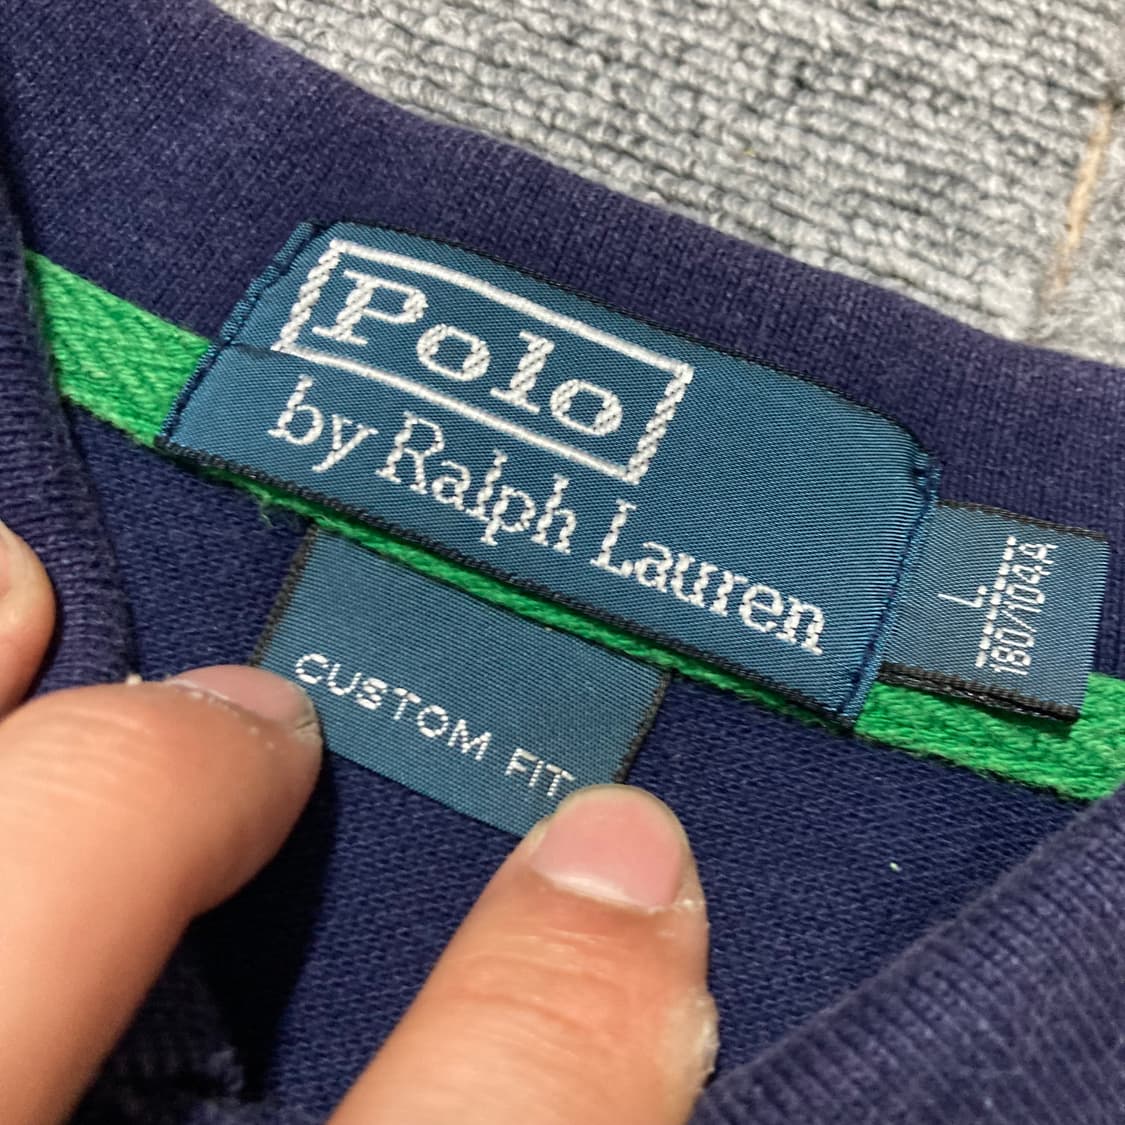 Polo
by Ralph Lauren
L
180/104A
CUSTOM FIT